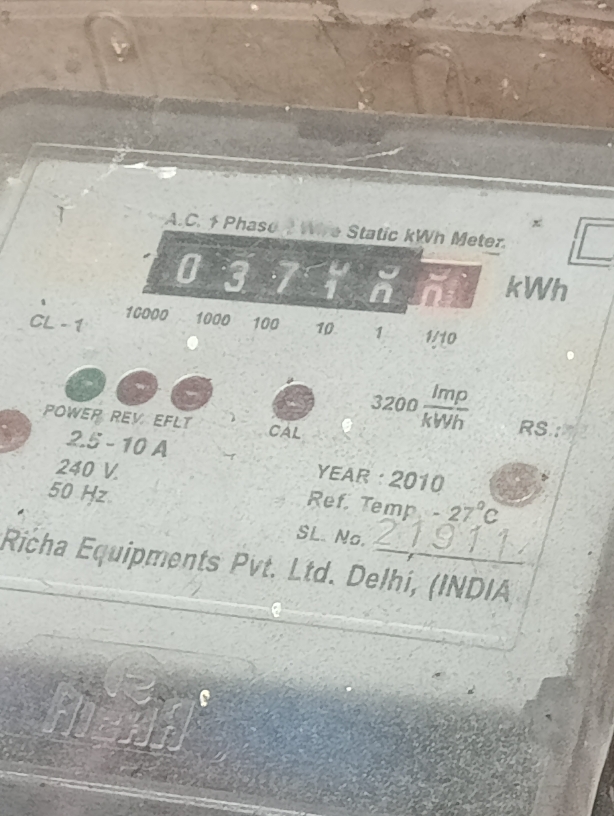 A.C. 1 Phase 2 Wire Static kWh Meter.
0 3 7 1 kWh
10000 1000 100 10 1 1/10
CL - 1
3200 Imp/kWh
POWER REV. EFLT CAL
RS.:
2.5 - 10 A
240 V.
50 Hz.
YEAR : 2010
Ref. Temp. - 27°C
SL. No. 21911
Richa Equipments Pvt. Ltd. Delhi, (INDIA
RICHA